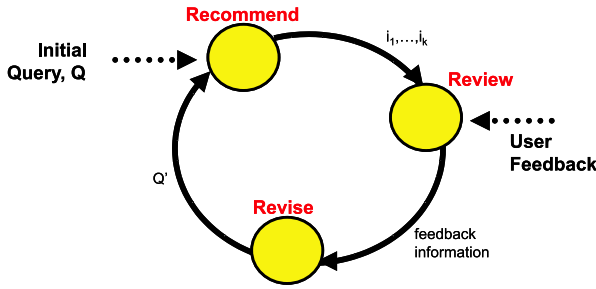 Recommend
Initial
Query, Q
i1,...,ik
Review
User
Feedback
Q'
Revise
feedback
information